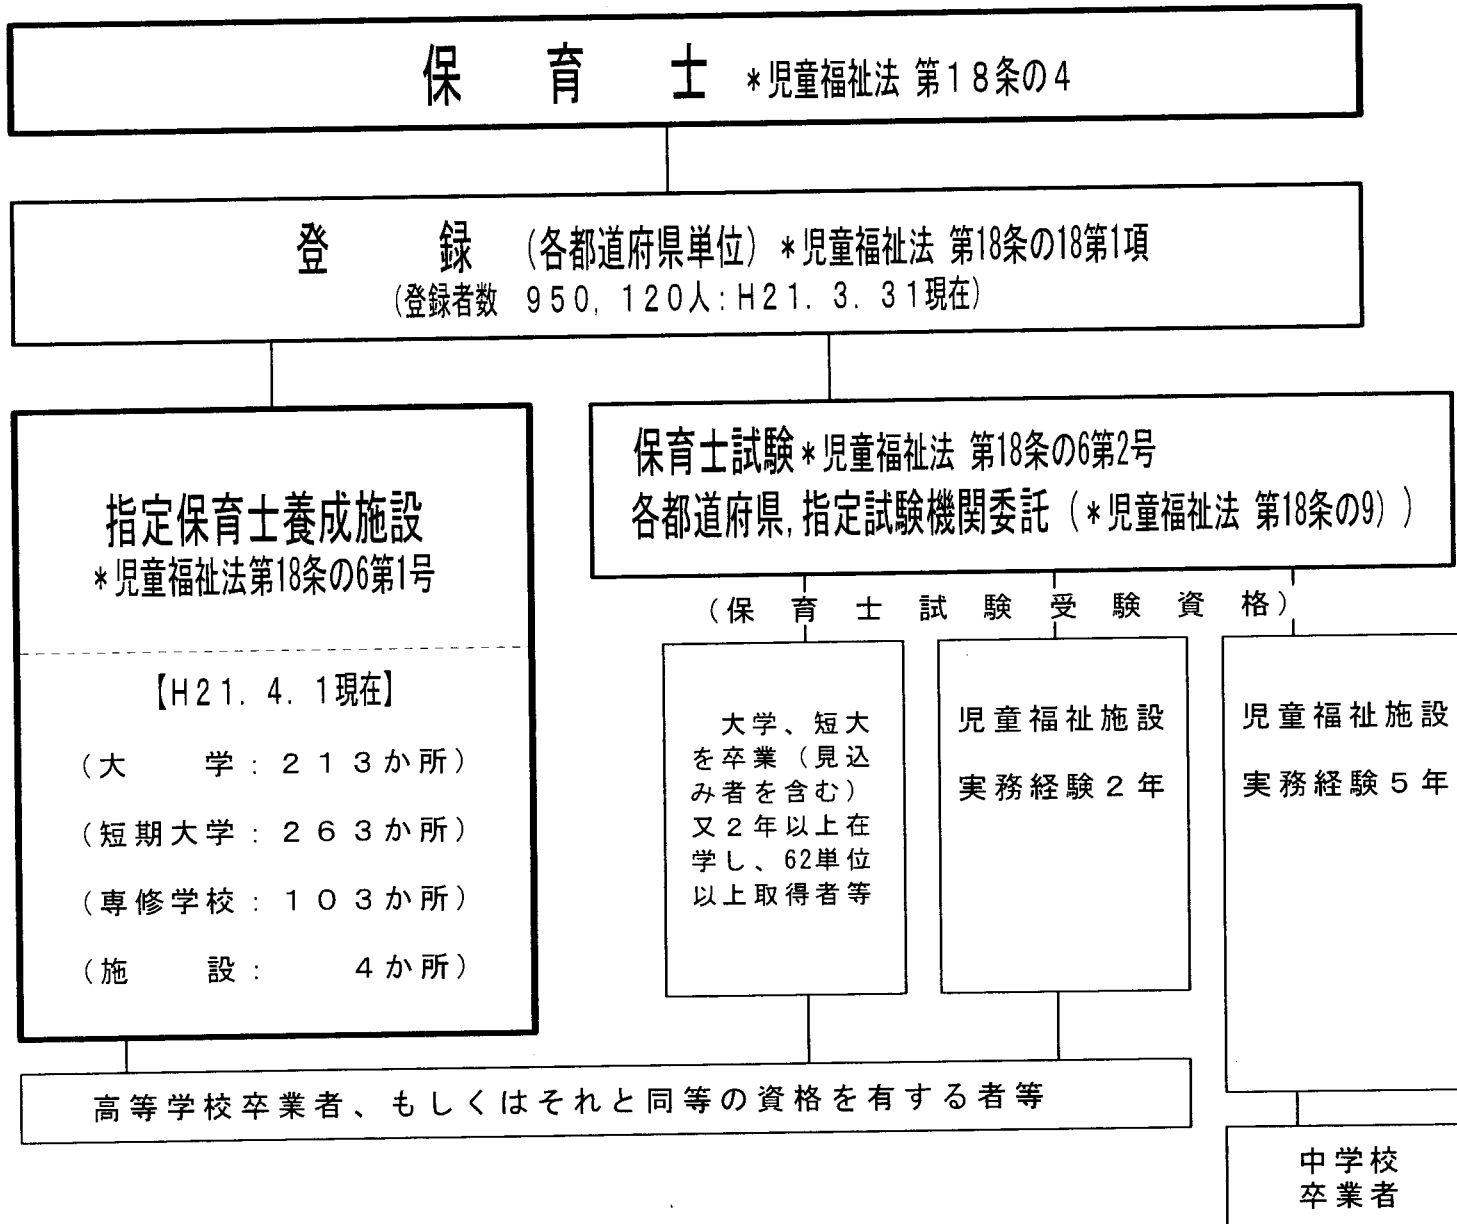 保育士 *児童福祉法 第18条の4
登録 (各都道府県単位) *児童福祉法 第18条の18第1項
(登録者数 950,120人:H21.3.31現在)
指定保育士養成施設
*児童福祉法第18条の6第1号
【H21.4.1現在】
(大学:213か所)
(短期大学:263か所)
(専修学校:103か所)
(施設:4か所)
保育士試験*児童福祉法 第18条の6第2号
各都道府県,指定試験機関委託(*児童福祉法 第18条の9))
(保育士試験受験資格)
大学、短大
を卒業(見込
み者を含む)
又2年以上在
学し、62単位
以上取得者等
児童福祉施設
実務経験2年
児童福祉施設
実務経験5年
高等学校卒業者、もしくはそれと同等の資格を有する者等
中学校
卒業者